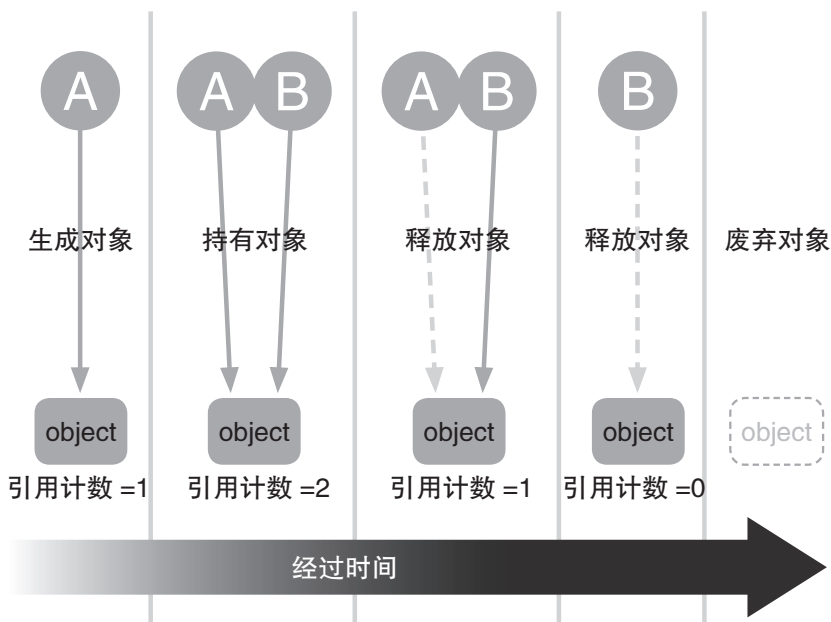 A
A B
A B
B
生成对象
持有对象
释放对象
释放对象
废弃对象
object
object
object
object
object
引用计数 =1
引用计数 =2
引用计数 =1
引用计数 =0
经过时间